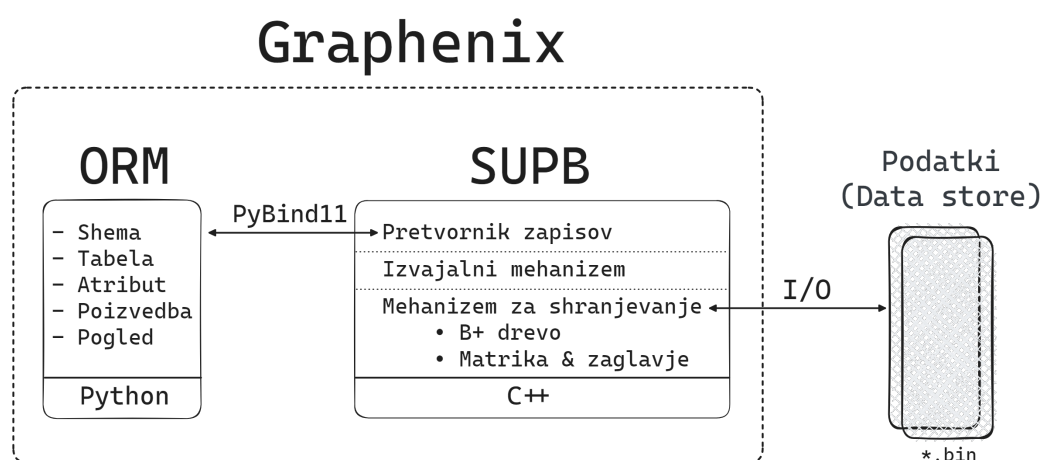 Graphenix
ORM
- Shema
- Tabela
- Atribut
- Poizvedba
- Pogled
Python
PyBind11
SUPB
Pretvornik zapisov
Izvajalni mehanizem
Mehanizem za shranjevanje
• B+ drevo
• Matrika & zaglavje
C++
I/O
Podatki
(Data store)
*.bin